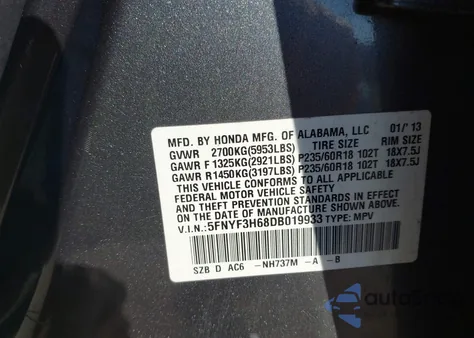 MFD. BY HONDA MFG. OF ALABAMA, LLC 01/'13
GVWR 2700KG(5953LBS) TIRE SIZE RIM SIZE
GAWR F 1325KG(2921LBS) P235/60R18 102T 18X7.5J
GAWR R 1450KG(3197LBS) P235/60R18 102T 18X7.5J
THIS VEHICLE CONFORMS TO ALL APPLICABLE
FEDERAL MOTOR VEHICLE SAFETY
STANDARDS IN EFFECT ON THE DATE OF
MANUFACTURE SHOWN ABOVE.
V.I.N.: 5FNYF3H68DB019933 TYPE: MPV
SZB D AC6 -NH737M -A -B